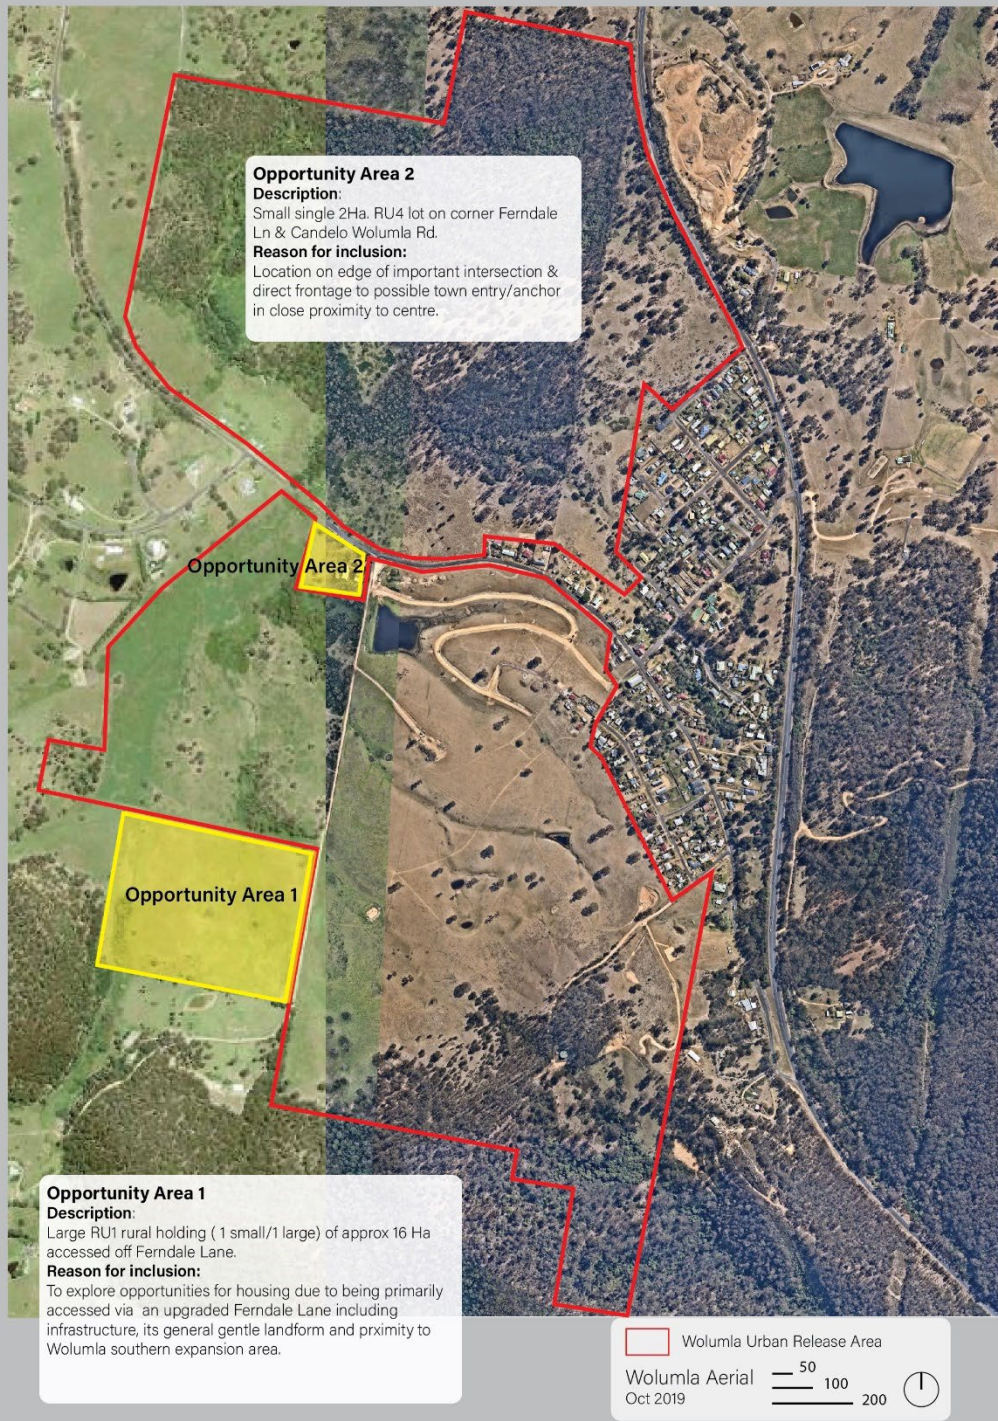 Opportunity Area 2
Description:
Small single 2Ha. RU4 lot on corner Ferndale
Ln & Candelo Wolumla Rd.
Reason for inclusion:
Location on edge of important intersection &
direct frontage to possible town entry/anchor
in close proximity to centre.
Opportunity Area 2
Opportunity Area 1
Opportunity Area 1
Description:
Large RU1 rural holding ( 1 small/1 large) of approx 16 Ha
accessed off Ferndale Lane.
Reason for inclusion:
To explore opportunities for housing due to being primarily
accessed via an upgraded Ferndale Lane including
infrastructure, its general gentle landform and prximity to
Wolumla southern expansion area.
Wolumla Urban Release Area
Wolumla Aerial
Oct 2019
50
100
200